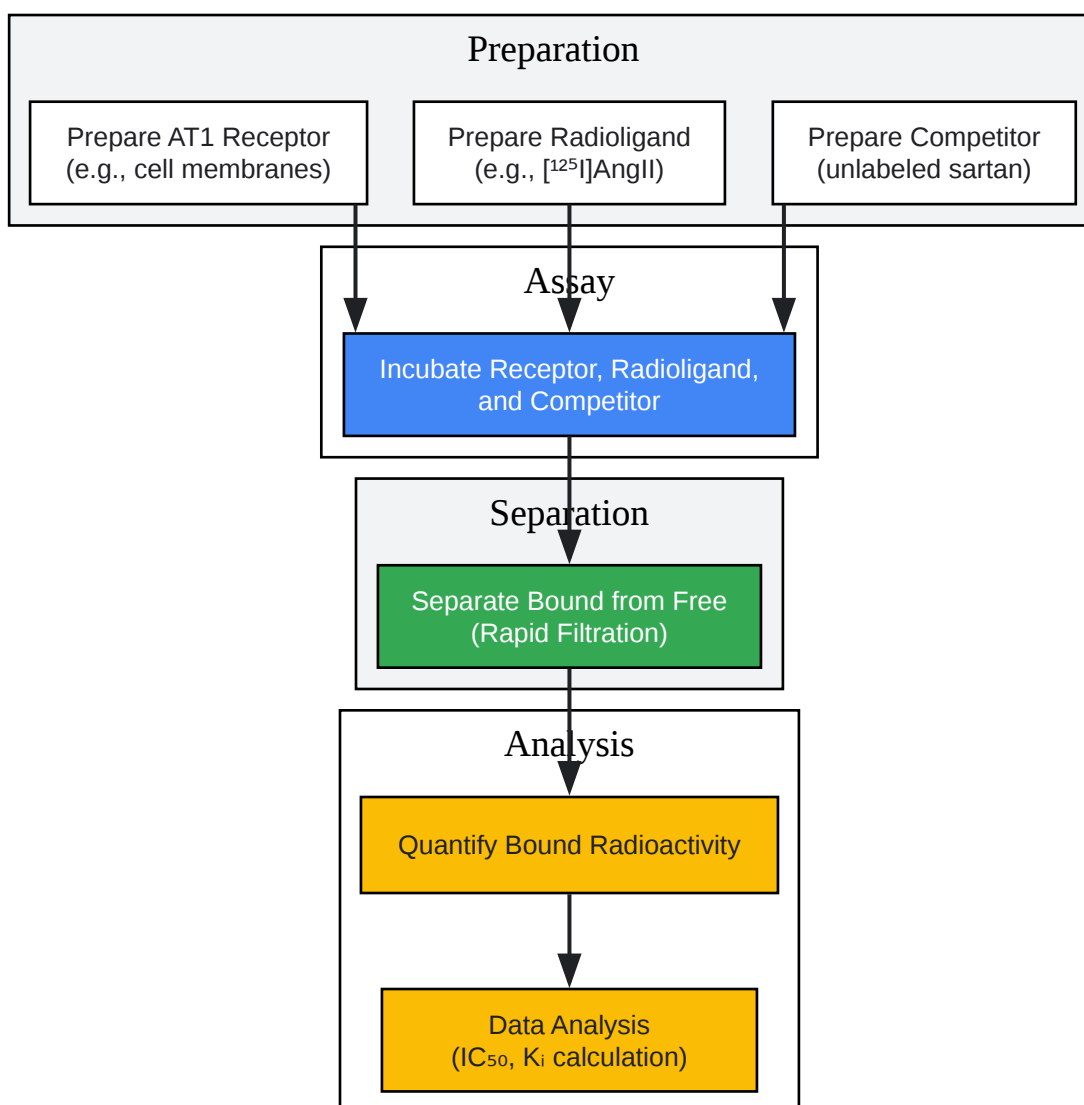 Preparation
Prepare AT1 Receptor
(e.g., cell membranes)
Prepare Radioligand
(e.g., [¹²⁵I]AngII)
Prepare Competitor
(unlabeled sartan)
Assay
Incubate Receptor, Radioligand,
and Competitor
Separation
Separate Bound from Free
(Rapid Filtration)
Analysis
Quantify Bound Radioactivity
Data Analysis
(IC₅₀, Kᵢ calculation)